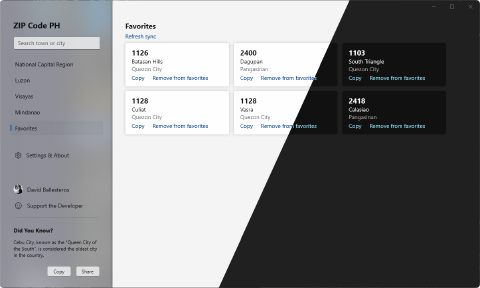 ZIP Code PH
Search town or city
National Capital Region
Luzon
Visayas
Mindanao
Favorites
Settings & About
David Ballesteros
Support the Developer
Did You Know?
Cebu City, known as the "Queen City of
the South", is considered the oldest city
in the country.
Copy Share
Favorites
Refresh sync
1126
Batasan Hills
Quezon City
Copy Remove from favorites
2400
Dagupan
Pangasinan
Copy Remove from favorites
1103
South Triangle
Quezon City
Copy Remove from favorites
1128
Culiat
Quezon City
Copy Remove from favorites
1128
Vasra
Quezon City
Copy Remove from favorites
2418
Calasiao
Pangasinan
Copy Remove from favorites